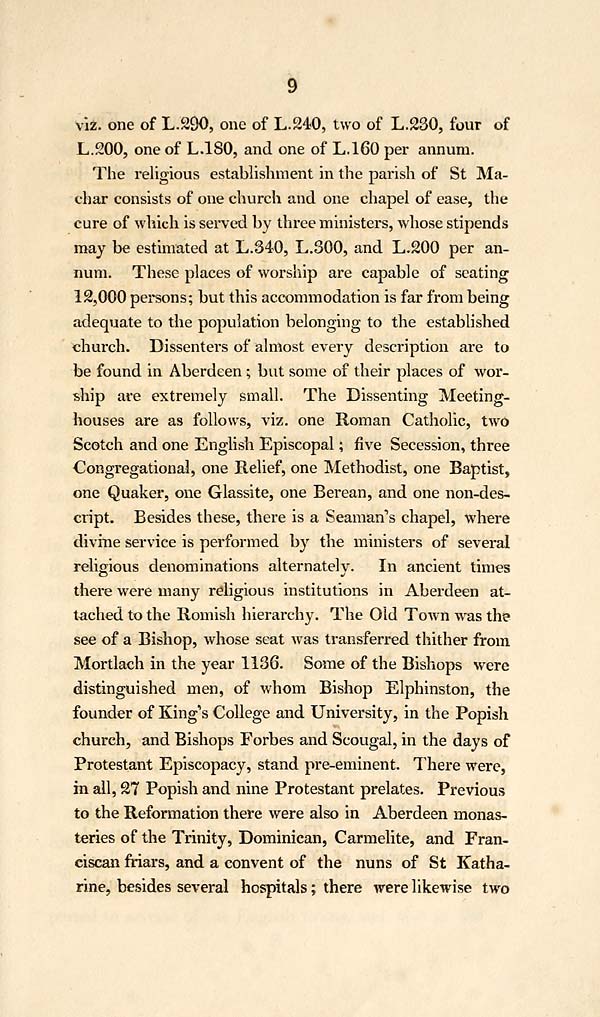 9
viz. one of L.290, one of L.240, two of L.230, four of
L.200, one of L.180, and one of L.160 per annum.
The religious establishment in the parish of St Ma-
char consists of one church and one chapel of ease, the
cure of which is served by three ministers, whose stipends
may be estimated at L.340, L.300, and L.200 per an-
num. These places of worship are capable of seating
12,000 persons; but this accommodation is far from being
adequate to the population belonging to the established
church. Dissenters of almost every description are to
be found in Aberdeen; but some of their places of wor-
ship are extremely small. The Dissenting Meeting-
houses are as follows, viz. one Roman Catholic, two
Scotch and one English Episcopal; five Secession, three
Congregational, one Relief, one Methodist, one Baptist,
one Quaker, one Glassite, one Berean, and one non-des-
cript. Besides these, there is a Seaman's chapel, where
divine service is performed by the ministers of several
religious denominations alternately. In ancient times
there were many religious institutions in Aberdeen at-
tached to the Romish hierarchy. The Old Town was the
see of a Bishop, whose seat was transferred thither from
Mortlach in the year 1136. Some of the Bishops were
distinguished men, of whom Bishop Elphinston, the
founder of King's College and University, in the Popish
church, and Bishops Forbes and Scougal, in the days of
Protestant Episcopacy, stand pre-eminent. There were,
in all, 27 Popish and nine Protestant prelates. Previous
to the Reformation there were also in Aberdeen monas-
teries of the Trinity, Dominican, Carmelite, and Fran-
ciscan friars, and a convent of the nuns of St Katha-
rine, besides several hospitals; there were likewise two